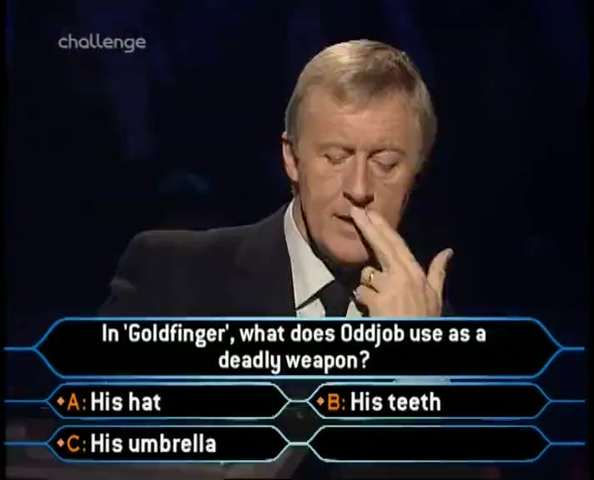 challenge
In 'Goldfinger', what does Oddjob use as a
deadly weapon?
A: His hat
B: His teeth
C: His umbrella